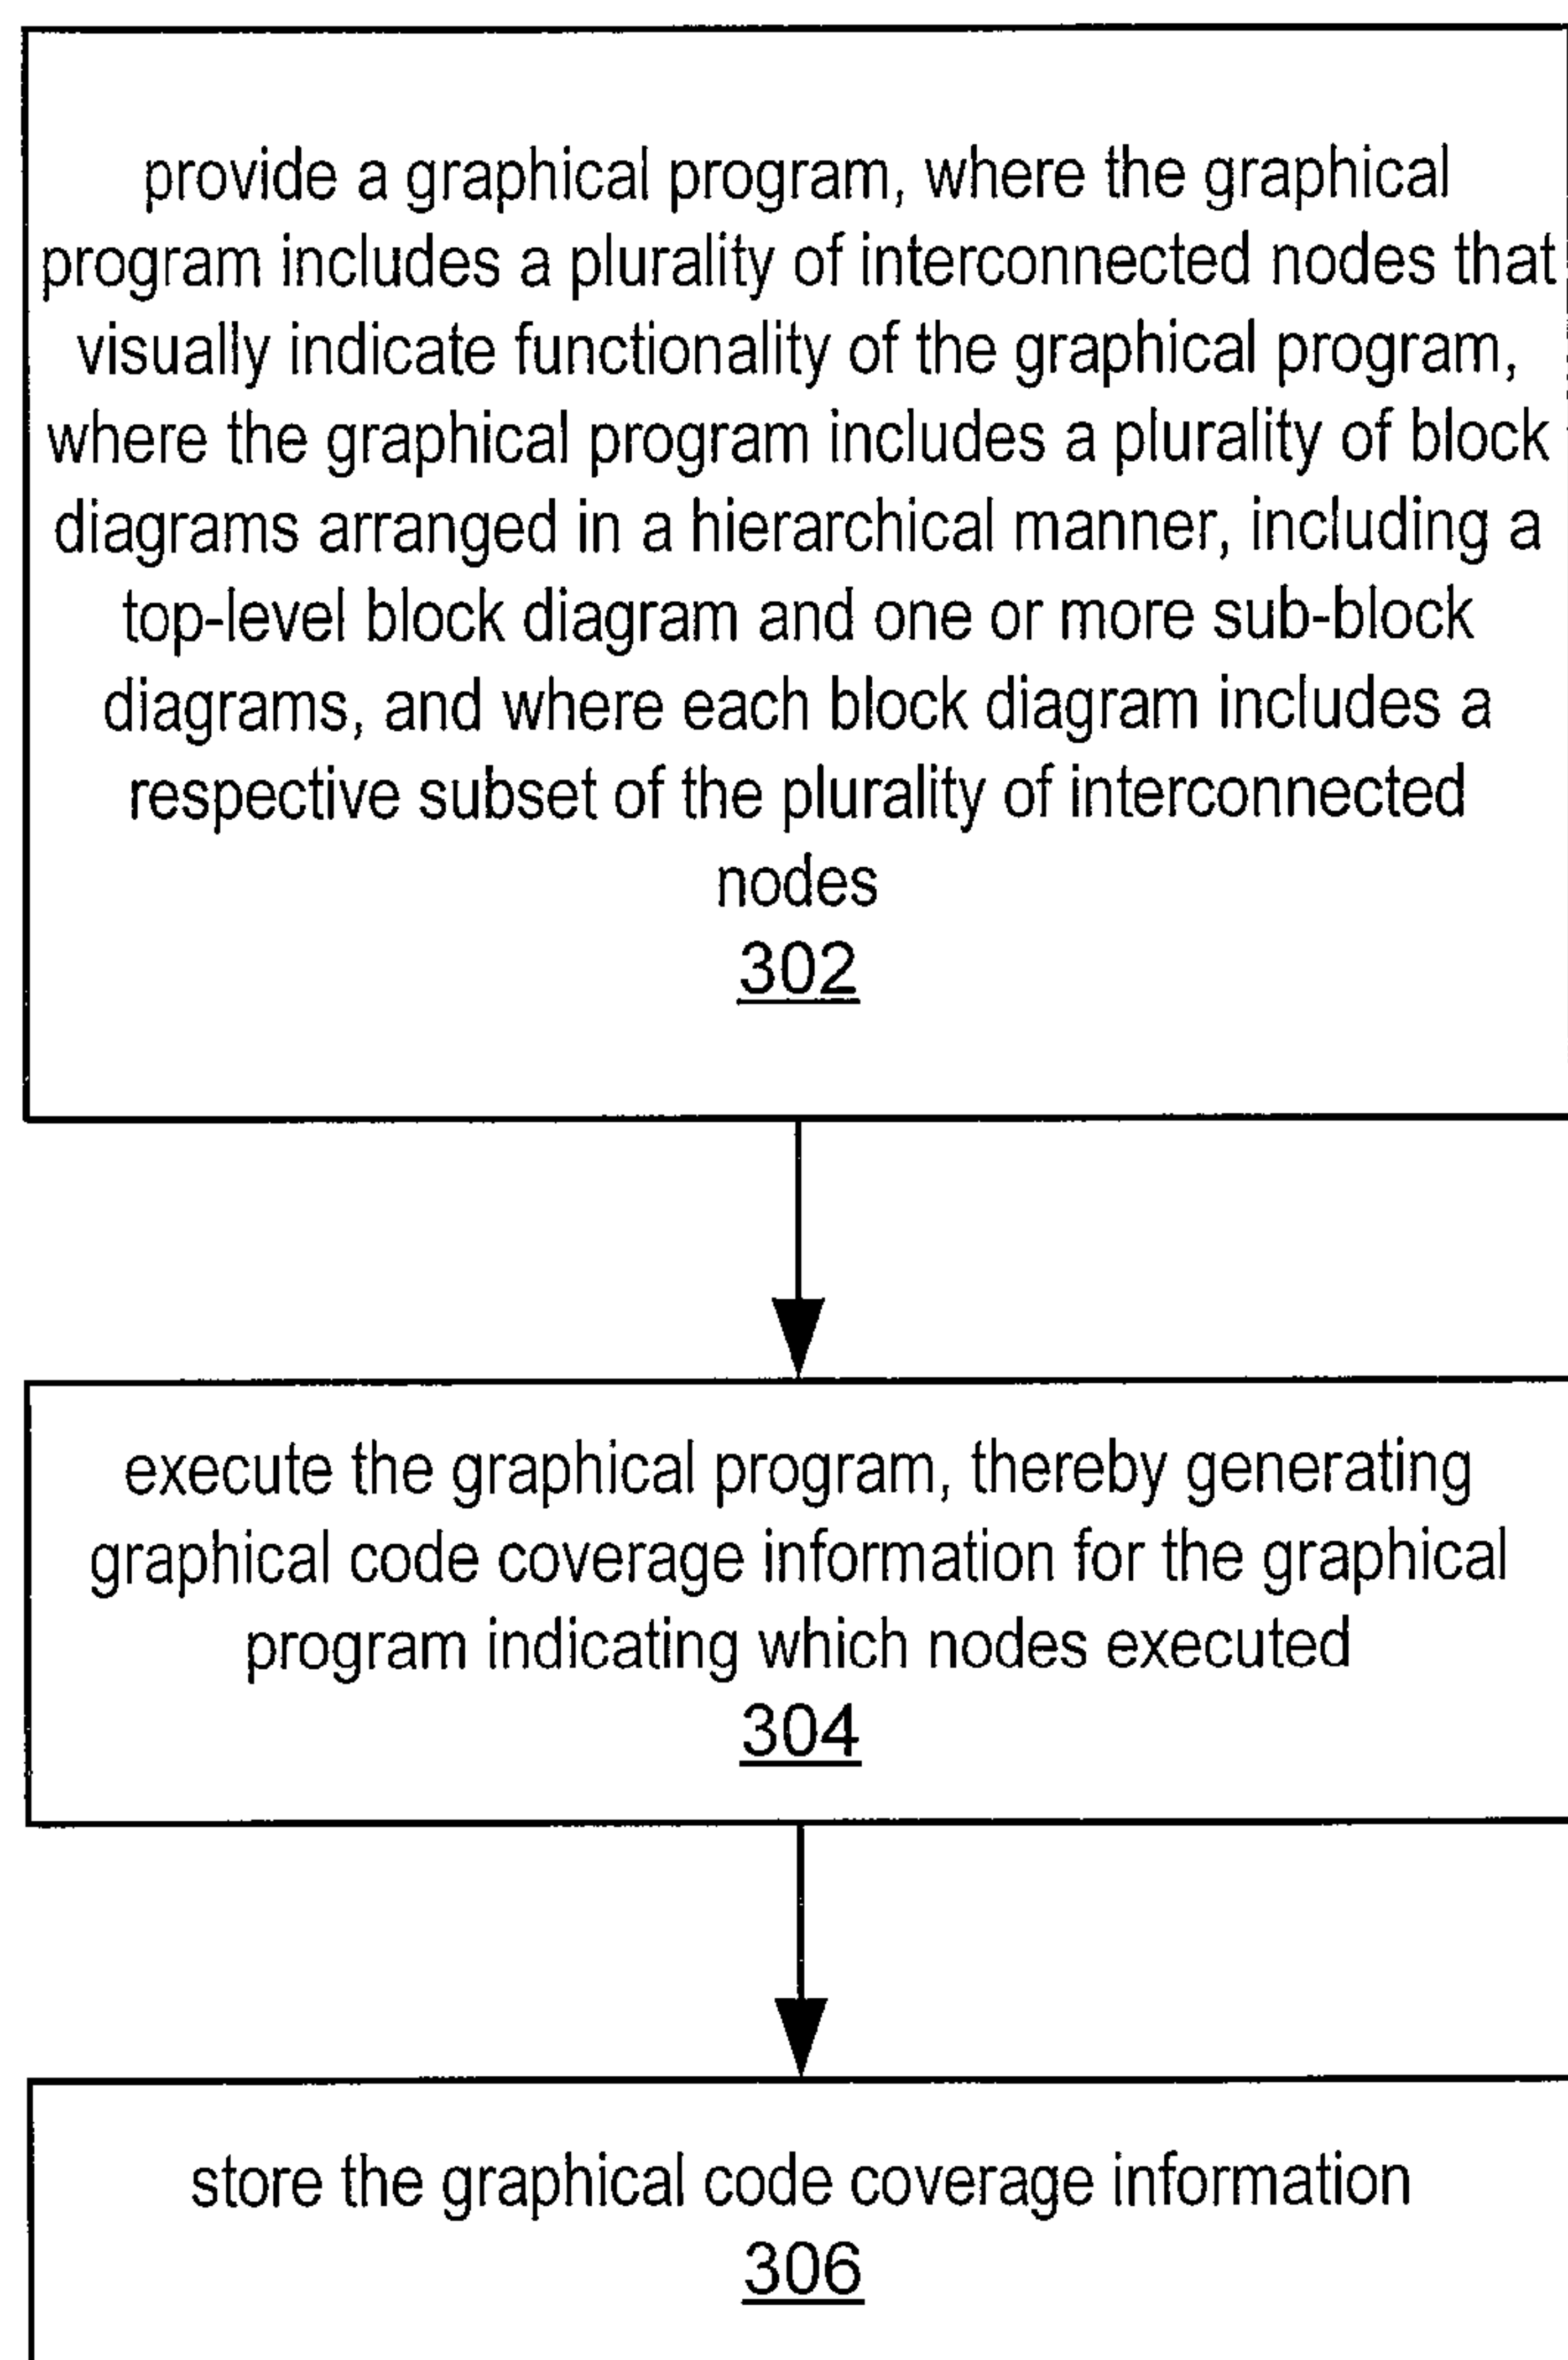 provide a graphical program, where the graphical
program includes a plurality of interconnected nodes that
visually indicate functionality of the graphical program,
where the graphical program includes a plurality of block
diagrams arranged in a hierarchical manner, including a
top-level block diagram and one or more sub-block
diagrams, and where each block diagram includes a
respective subset of the plurality of interconnected
nodes
302
execute the graphical program, thereby generating
graphical code coverage information for the graphical
program indicating which nodes executed
304
store the graphical code coverage information
306